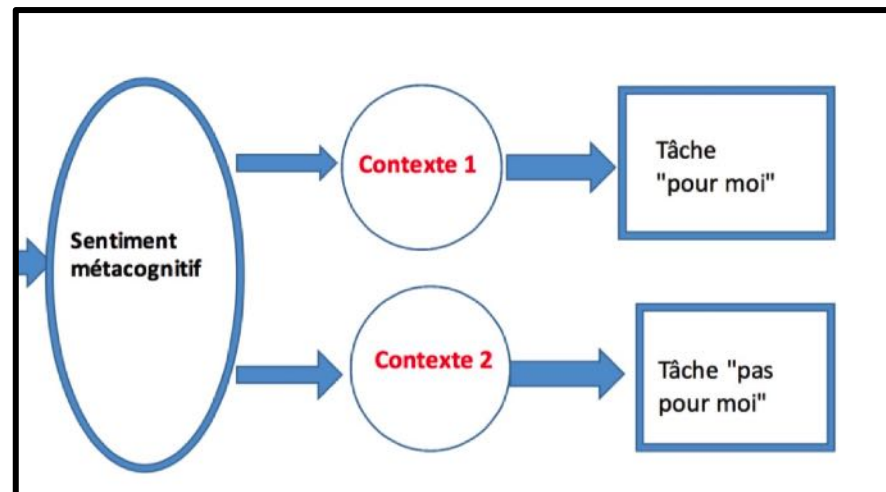 Sentiment
métacognitif
Contexte 1
Tâche
"pour moi"
Contexte 2
Tâche "pas
pour moi"